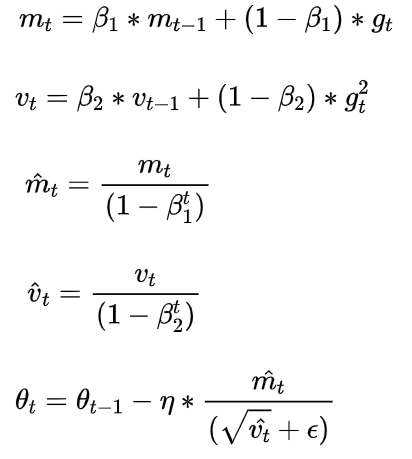 m_t = β_1 * m_{t−1} + (1 − β_1) * g_t
v_t = β_2 * v_{t−1} + (1 − β_2) * g_t^2
m̂_t = m_t / (1 − β_1^t)
v̂_t = v_t / (1 − β_2^t)
θ_t = θ_{t−1} − η * m̂_t / (√v̂_t + ϵ)